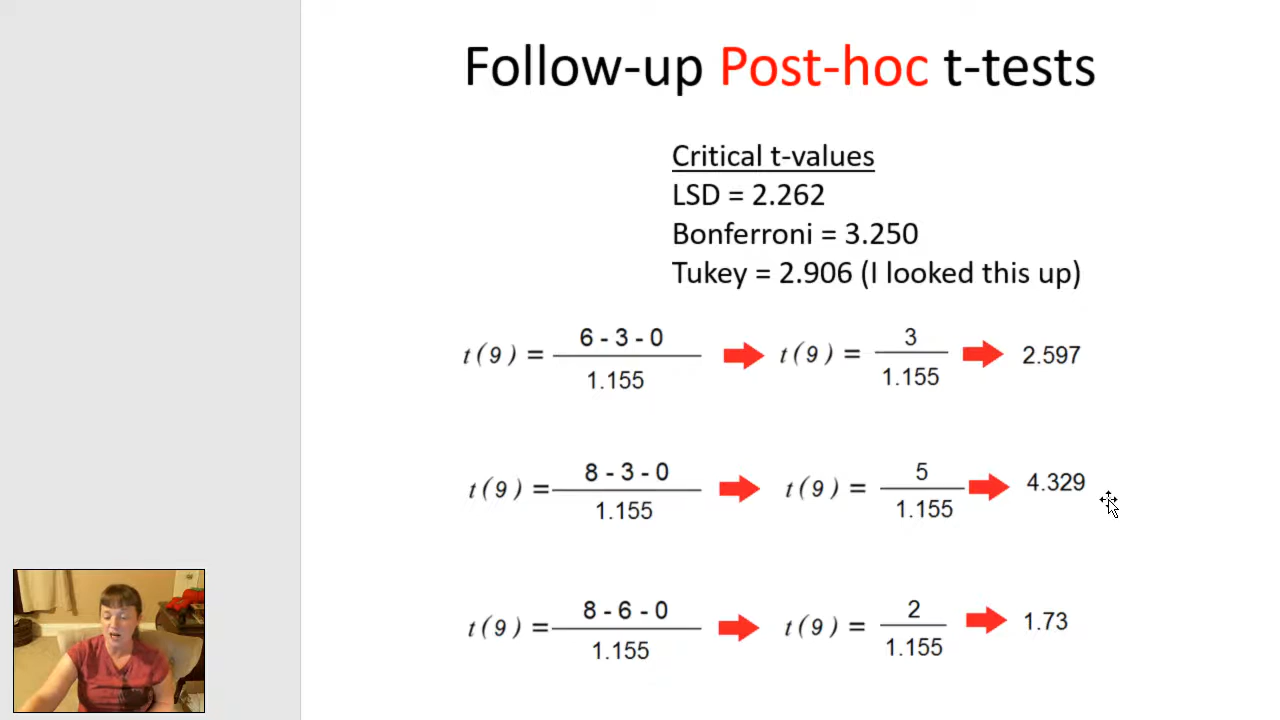 Follow-up Post-hoc t-tests
Critical t-values
LSD = 2.262
Bonferroni = 3.250
Tukey = 2.906 (I looked this up)
t(9) = 6 - 3 - 0 / 1.155 t(9) = 3 / 1.155 2.597
t(9) = 8 - 3 - 0 / 1.155 t(9) = 5 / 1.155 4.329
t(9) = 8 - 6 - 0 / 1.155 t(9) = 2 / 1.155 1.73